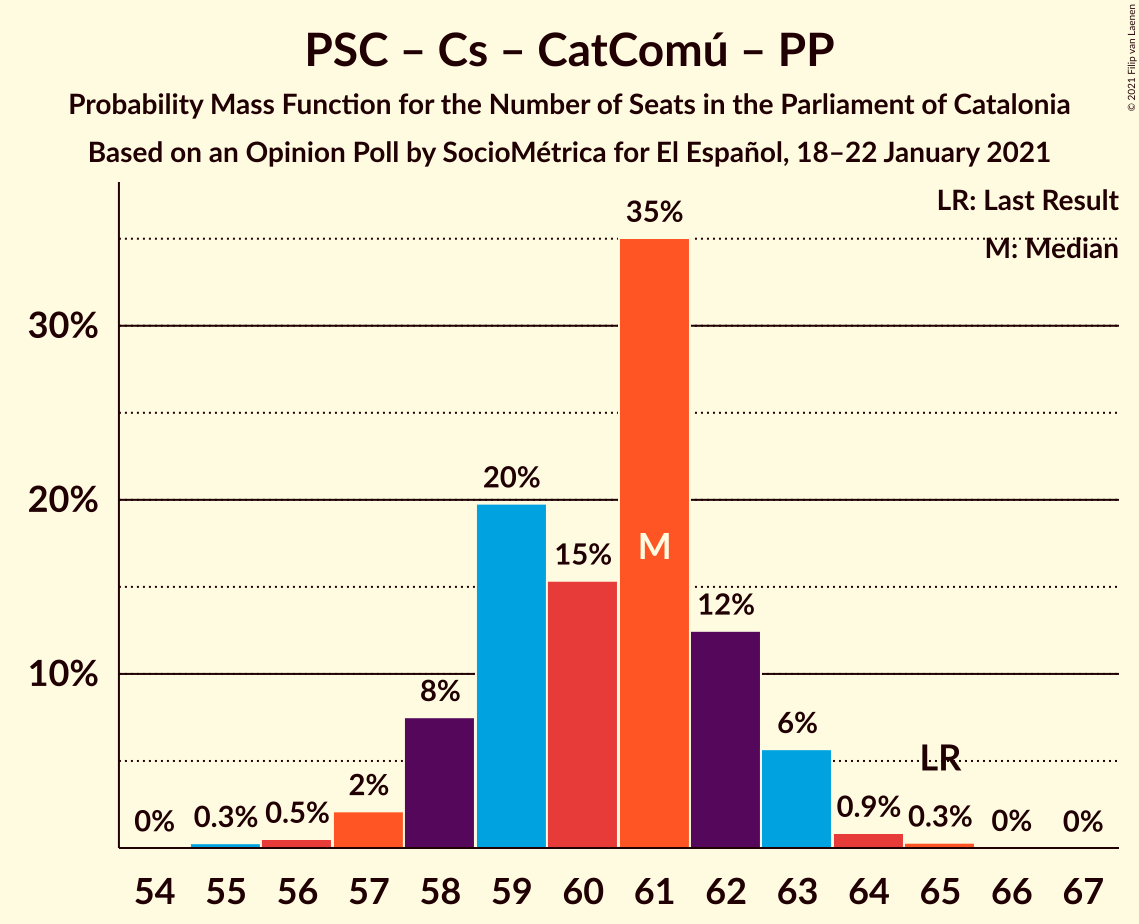 PSC – Cs – CatComú – PP
Probability Mass Function for the Number of Seats in the Parliament of Catalonia
Based on an Opinion Poll by SocioMétrica for El Español, 18–22 January 2021
© 2021 Filip van Laenen
LR: Last Result
M: Median
35%
30%
20%
20%
15%
M
12%
10%
8%
6%
LR
2%
0% 0.3% 0.5% 0.9% 0.3% 0% 0%
54 55 56 57 58 59 60 61 62 63 64 65 66 67